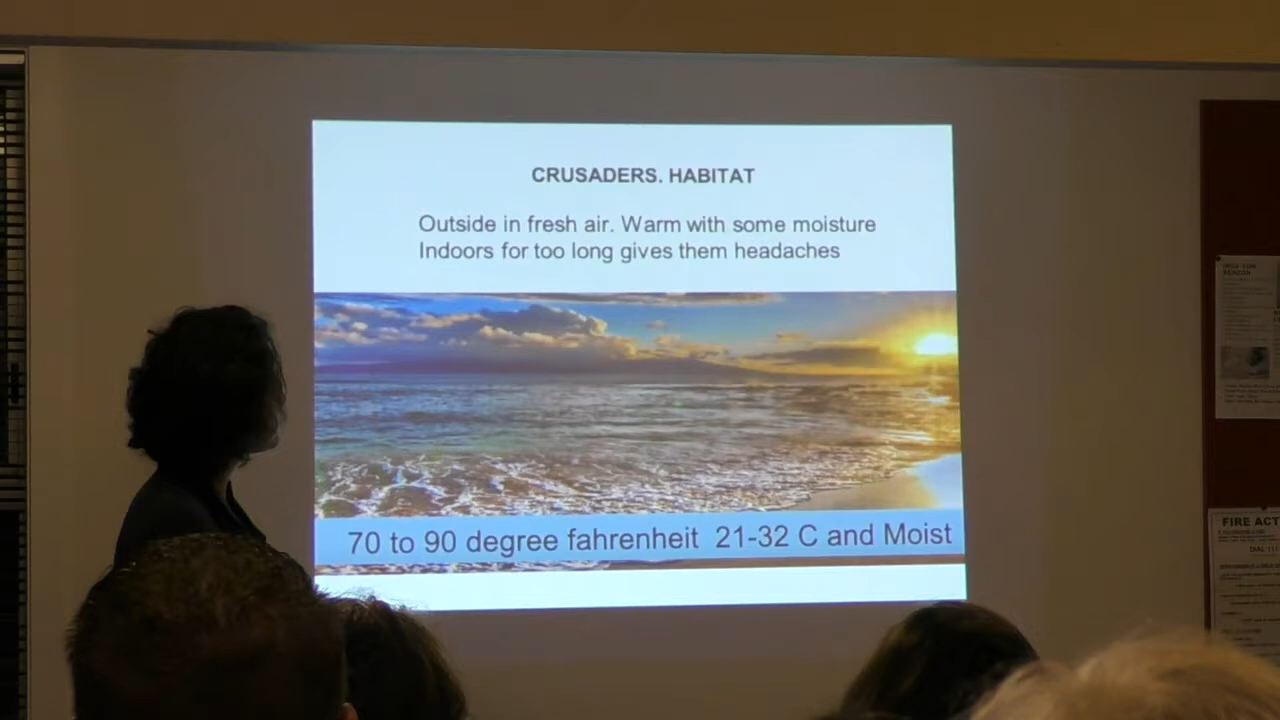 CRUSADERS. HABITAT
Outside in fresh air. Warm with some moisture
Indoors for too long gives them headaches
70 to 90 degree fahrenheit 21-32 C and Moist
FIRE ACT